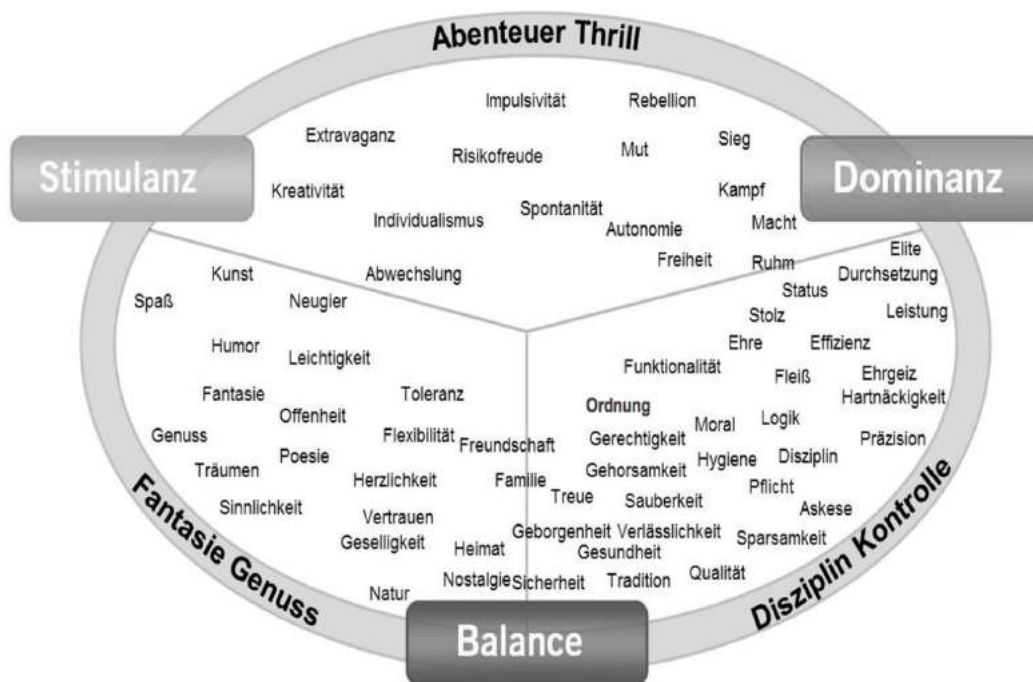 Abenteuer Thrill
Impulsivität
Rebellion
Extravaganz
Risikofreude
Mut
Sieg
Stimulanz
Dominanz
Kreativität
Kampf
Individualismus
Spontanität
Autonomie
Macht
Freiheit
Ruhm
Elite
Kunst
Abwechslung
Durchsetzung
Spaß
Neugier
Status
Leistung
Stolz
Humor
Leichtigkeit
Ehre
Effizienz
Funktionalität
Fleiß
Ehrgeiz
Fantasie
Toleranz
Hartnäckigkeit
Offenheit
Ordnung
Moral
Logik
Genuss
Flexibilität
Freundschaft
Gerechtigkeit
Präzision
Poesie
Träumen
Herzlichkeit
Familie
Gehorsamkeit
Hygiene
Disziplin
Pflicht
Sinnlichkeit
Treue
Sauberkeit
Askese
Vertrauen
Geselligkeit
Geborgenheit
Verlässlichkeit
Sparsamkeit
Heimat
Gesundheit
Natur
Nostalgie
Sicherheit
Tradition
Qualität
Fantasie Genuss
Disziplin Kontrolle
Balance